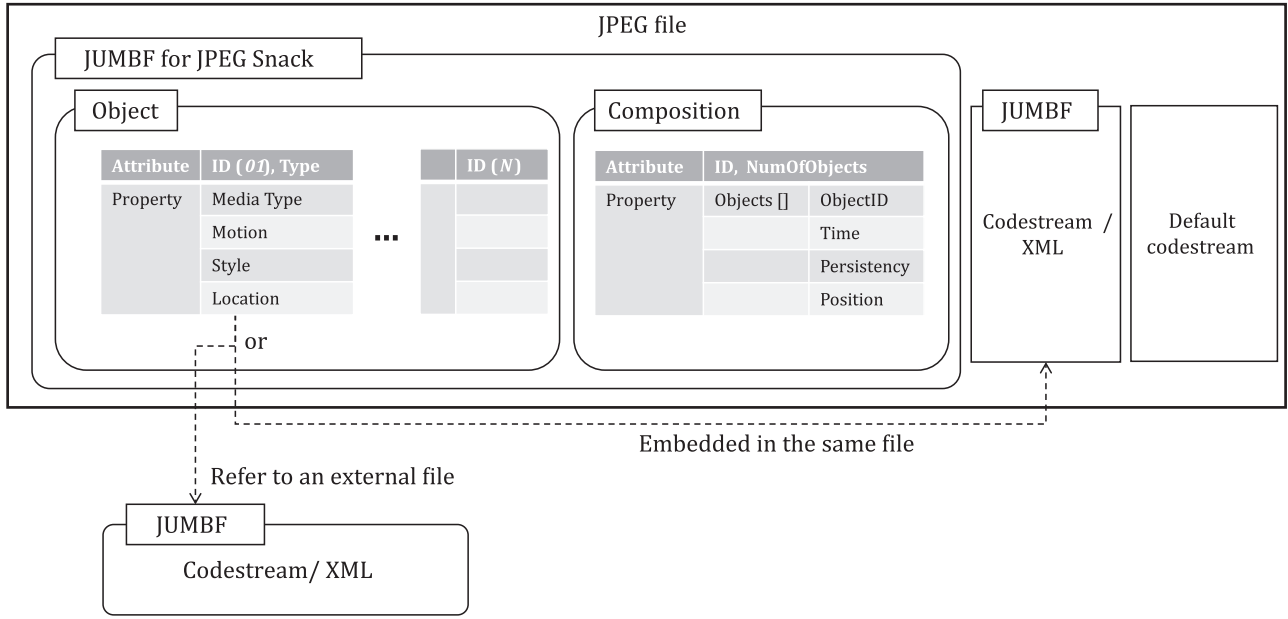 JPEG file
JUMBF for JPEG Snack
Object
Attribute ID (01), Type
Property Media Type
Motion
Style
Location
...
ID (N)
Composition
Attribute ID, NumOfObjects
Property Objects [] ObjectID
Time
Persistency
Position
JUMBF
Codestream /
XML
Default
codestream
or
Embedded in the same file
Refer to an external file
JUMBF
Codestream/ XML